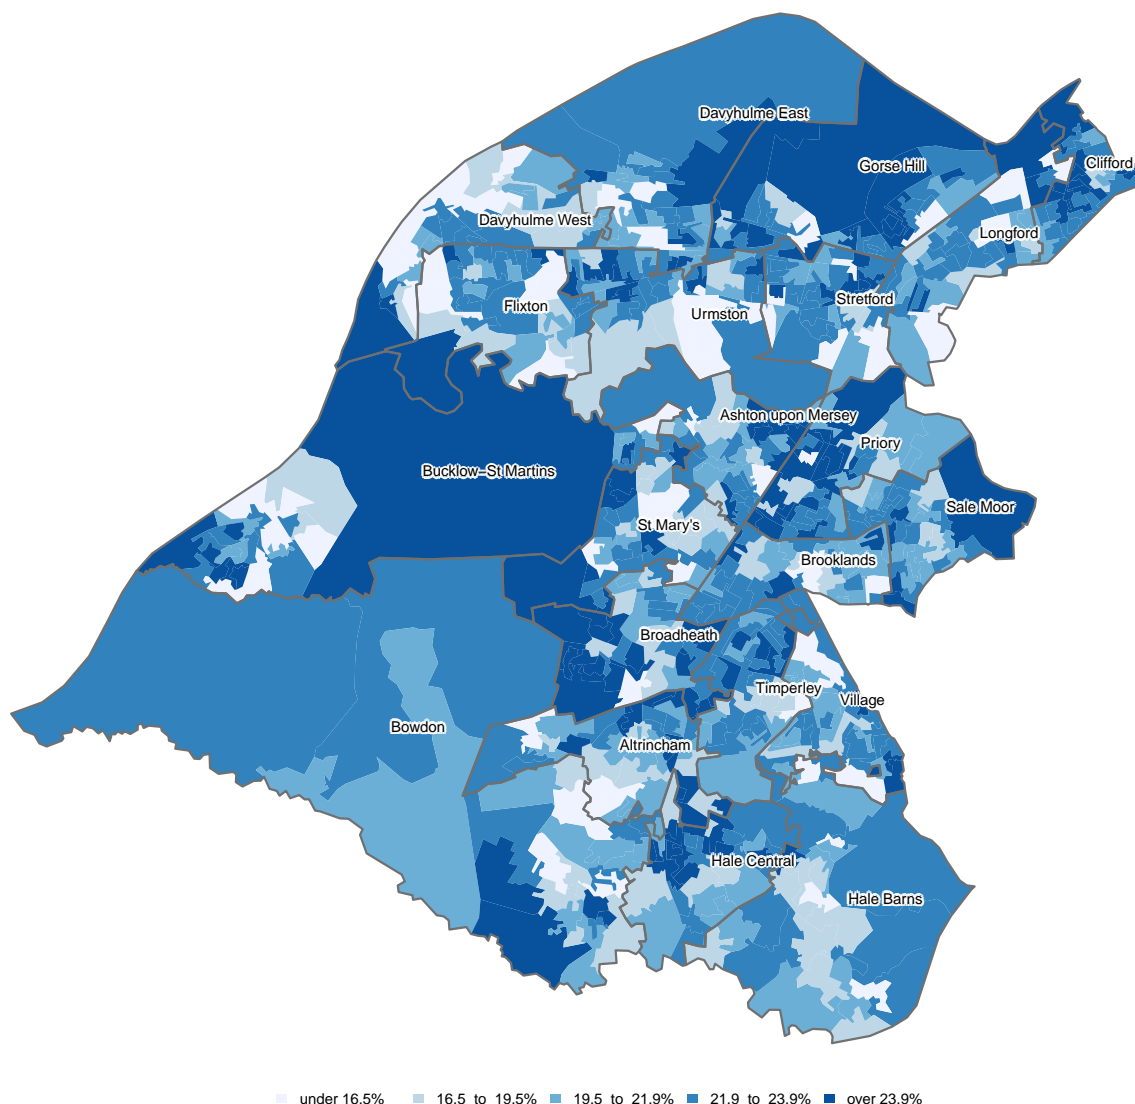 Davyhulme East
Gorse Hill
Clifford
Davyhulme West
Longford
Flixton
Stretford
Urmston
Ashton upon Mersey
Priory
Bucklow–St Martins
Sale Moor
St Mary's
Brooklands
Broadheath
Timperley
Village
Bowdon
Altrincham
Hale Central
Hale Barns
under 16.5% 16.5 to 19.5% 19.5 to 21.9% 21.9 to 23.9% over 23.9%